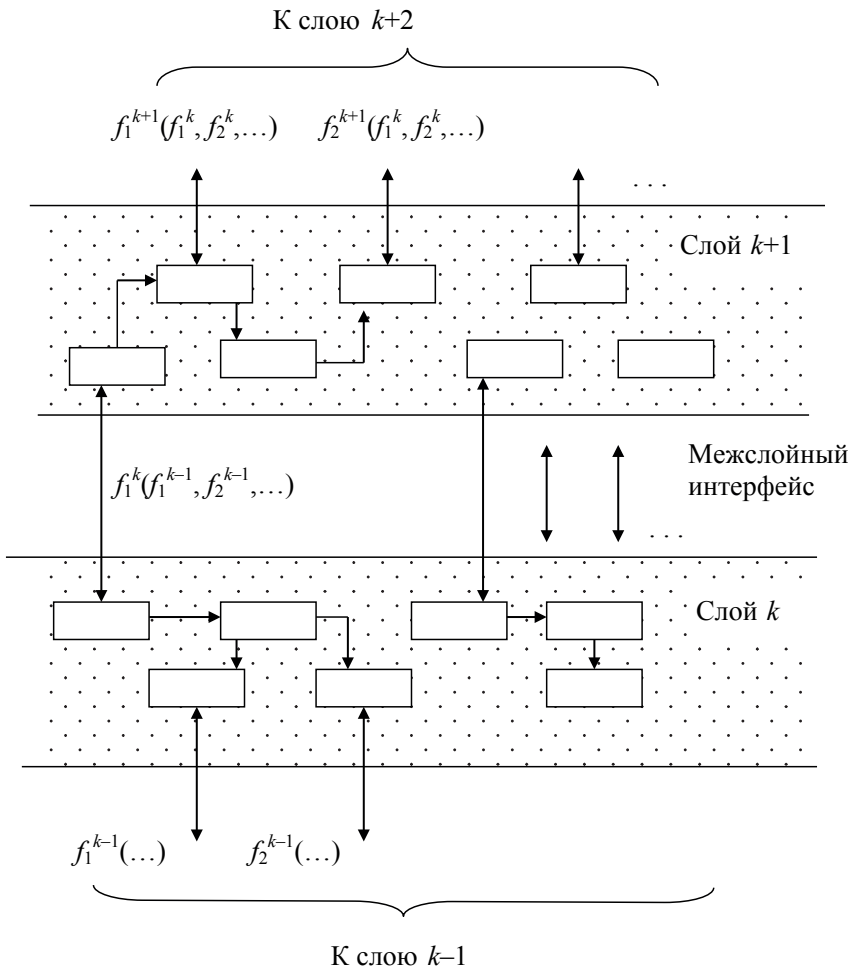 К слою k+2
f₁ᵏ⁺¹(f₁ᵏ, f₂ᵏ,…) f₂ᵏ⁺¹(f₁ᵏ, f₂ᵏ,…)
. . .
Слой k+1
Межслойный
интерфейс
f₁ᵏ(f₁ᵏ⁻¹, f₂ᵏ⁻¹,…)
. . .
Слой k
f₁ᵏ⁻¹(…) f₂ᵏ⁻¹(…)
К слою k–1